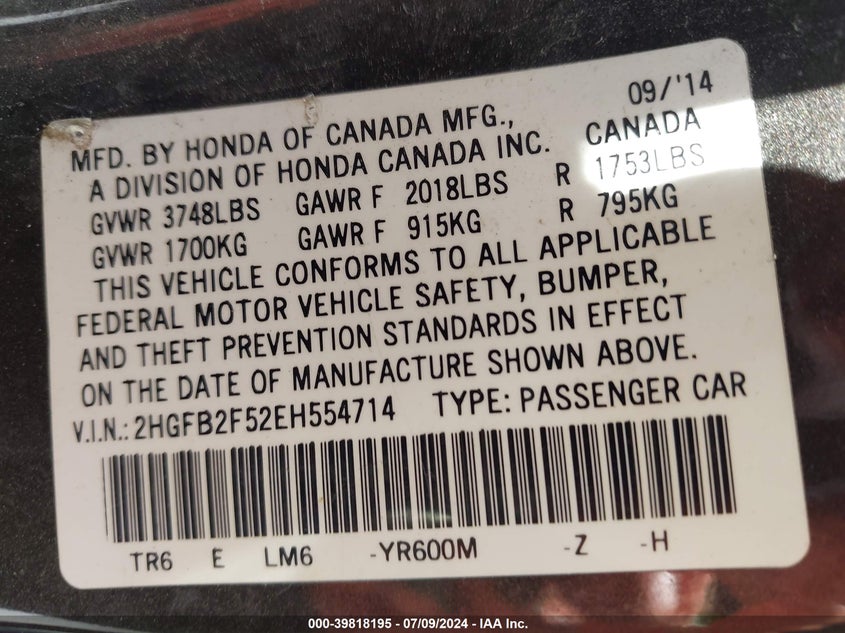 09/'14
MFD. BY HONDA OF CANADA MFG., CANADA
A DIVISION OF HONDA CANADA INC.
GVWR 3748LBS GAWR F 2018LBS R 1753LBS
GVWR 1700KG GAWR F 915KG R 795KG
THIS VEHICLE CONFORMS TO ALL APPLICABLE
FEDERAL MOTOR VEHICLE SAFETY, BUMPER,
AND THEFT PREVENTION STANDARDS IN EFFECT
ON THE DATE OF MANUFACTURE SHOWN ABOVE.
V.I.N.: 2HGFB2F52EH554714 TYPE: PASSENGER CAR
TR6 E LM6 -YR600M -Z -H
000-39818195 - 07/09/2024 - IAA Inc.